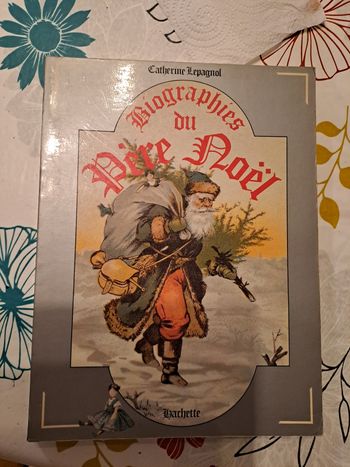 Catherine Lepagnol
Biographies
du
Père Noël
Hachette